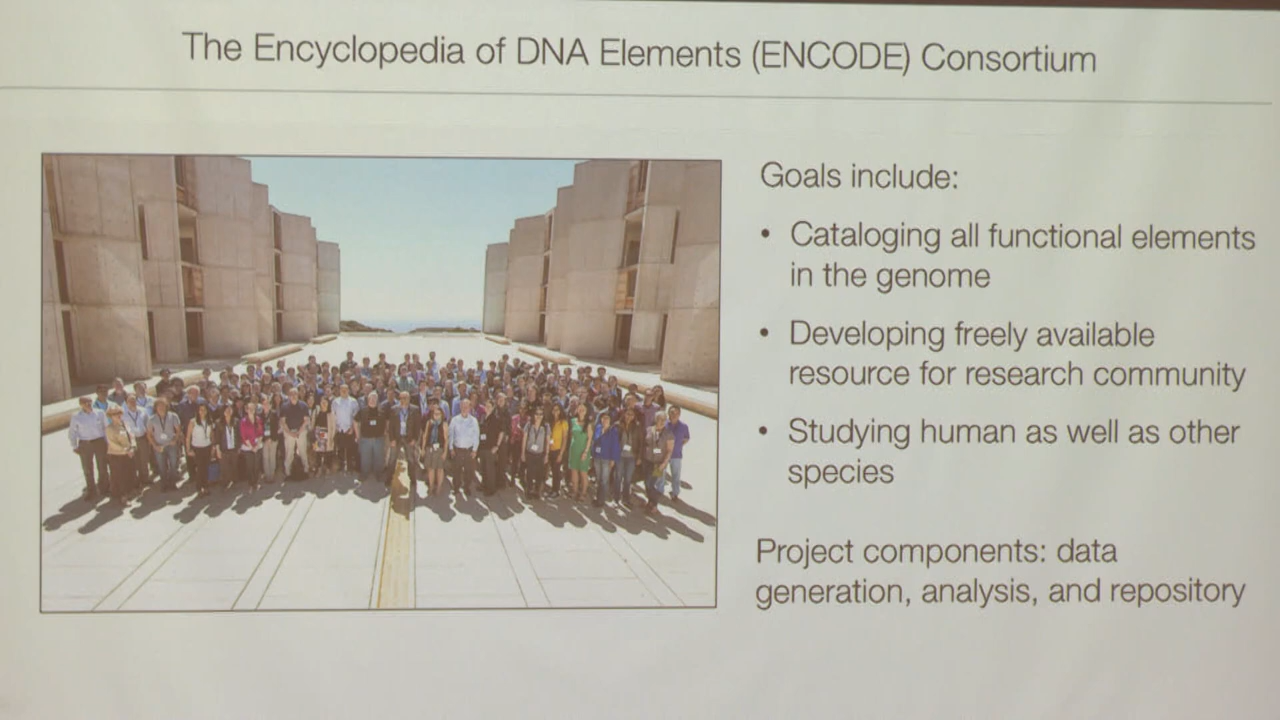 The Encyclopedia of DNA Elements (ENCODE) Consortium
Goals include:
• Cataloging all functional elements
in the genome
• Developing freely available
resource for research community
• Studying human as well as other
species
Project components: data
generation, analysis, and repository